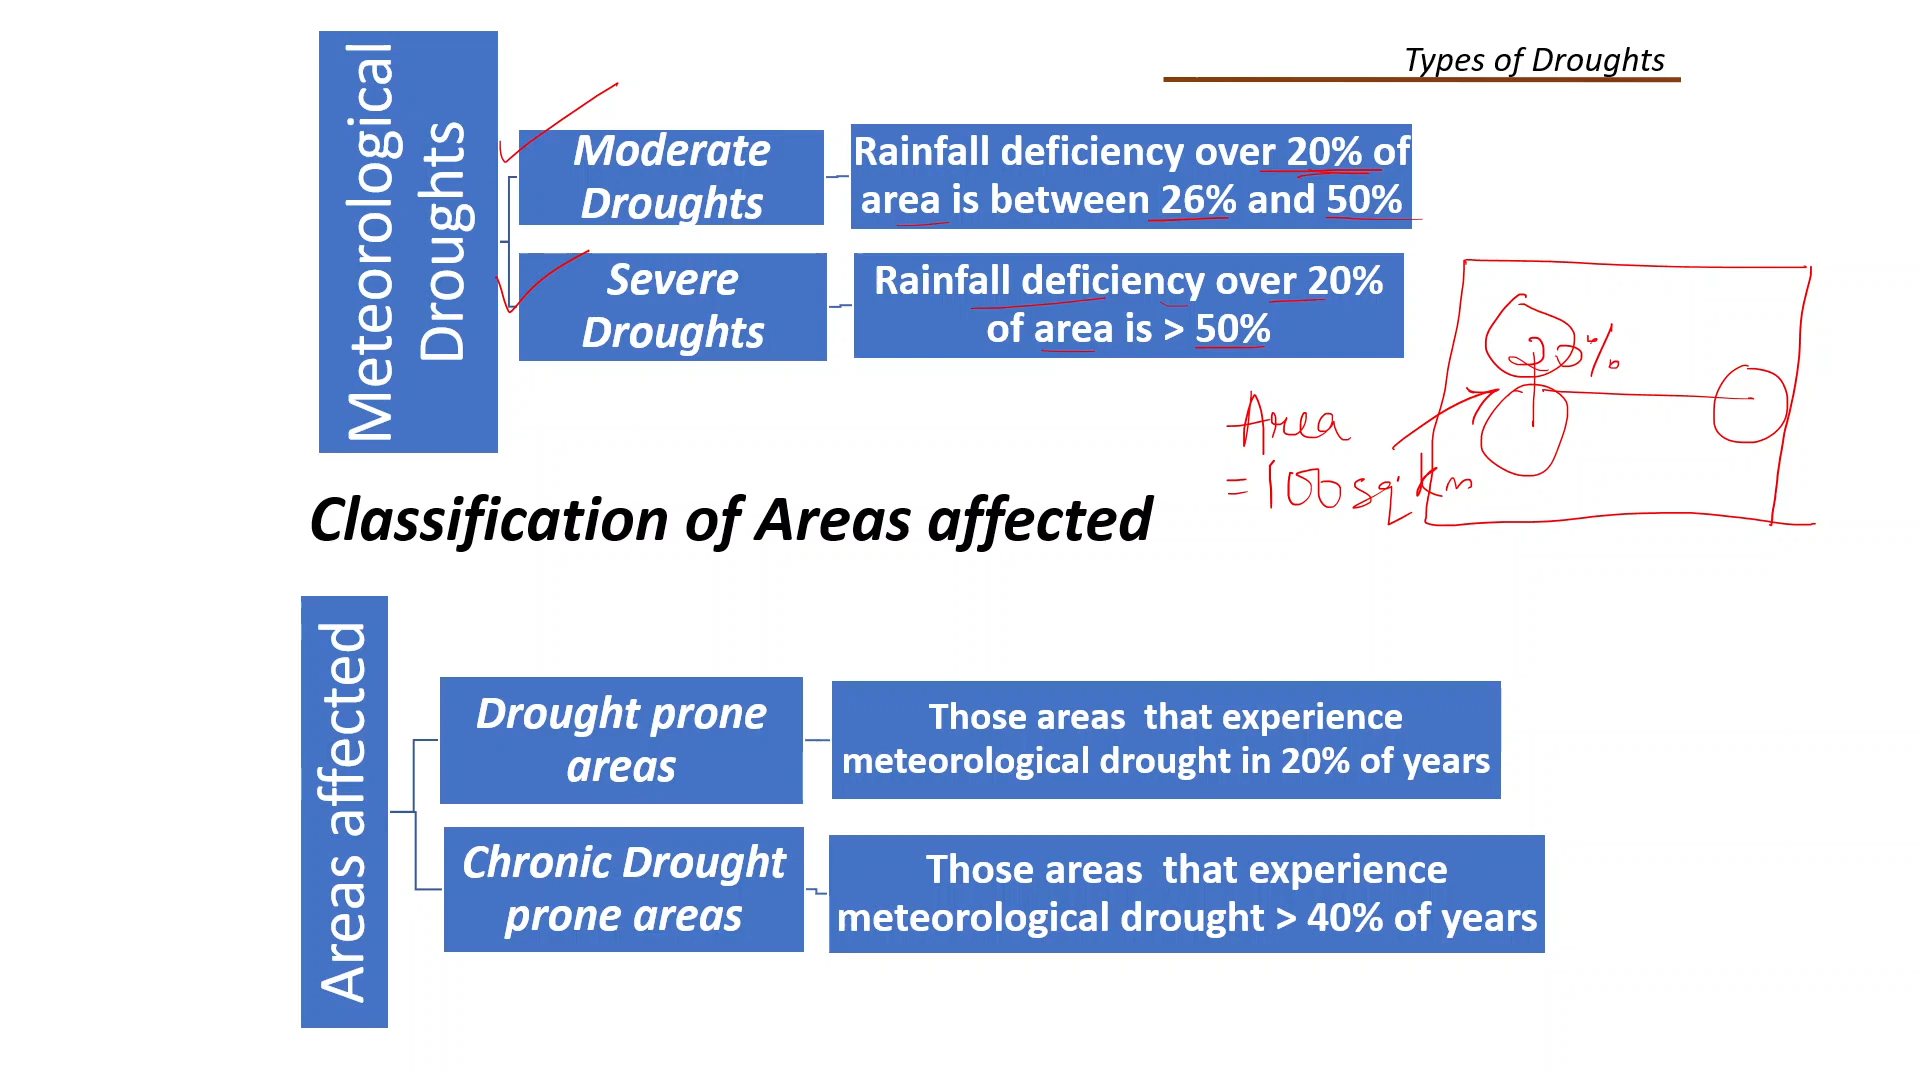 Types of Droughts
Meteorological
Droughts
Moderate
Droughts
Rainfall deficiency over 20% of
area is between 26% and 50%
Severe
Droughts
Rainfall deficiency over 20%
of area is > 50%
20%
Area
= 100 sq. km
Classification of Areas affected
Areas affected
Drought prone
areas
Those areas that experience
meteorological drought in 20% of years
Chronic Drought
prone areas
Those areas that experience
meteorological drought > 40% of years